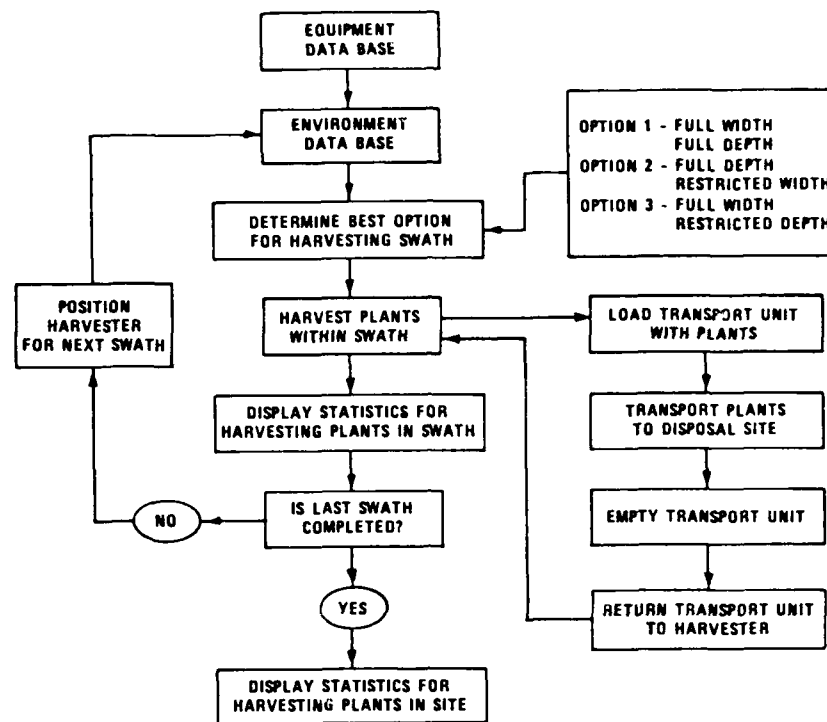 EQUIPMENT
DATA BASE
ENVIRONMENT
DATA BASE
OPTION 1 - FULL WIDTH
FULL DEPTH
OPTION 2 - FULL DEPTH
RESTRICTED WIDTH
OPTION 3 - FULL WIDTH
RESTRICTED DEPTH
DETERMINE BEST OPTION
FOR HARVESTING SWATH
POSITION
HARVESTER
FOR NEXT SWATH
HARVEST PLANTS
WITHIN SWATH
LOAD TRANSPORT UNIT
WITH PLANTS
DISPLAY STATISTICS FOR
HARVESTING PLANTS IN SWATH
TRANSPORT PLANTS
TO DISPOSAL SITE
NO
IS LAST SWATH
COMPLETED?
EMPTY TRANSPORT UNIT
YES
RETURN TRANSPORT UNIT
TO HARVESTER
DISPLAY STATISTICS FOR
HARVESTING PLANTS IN SITE